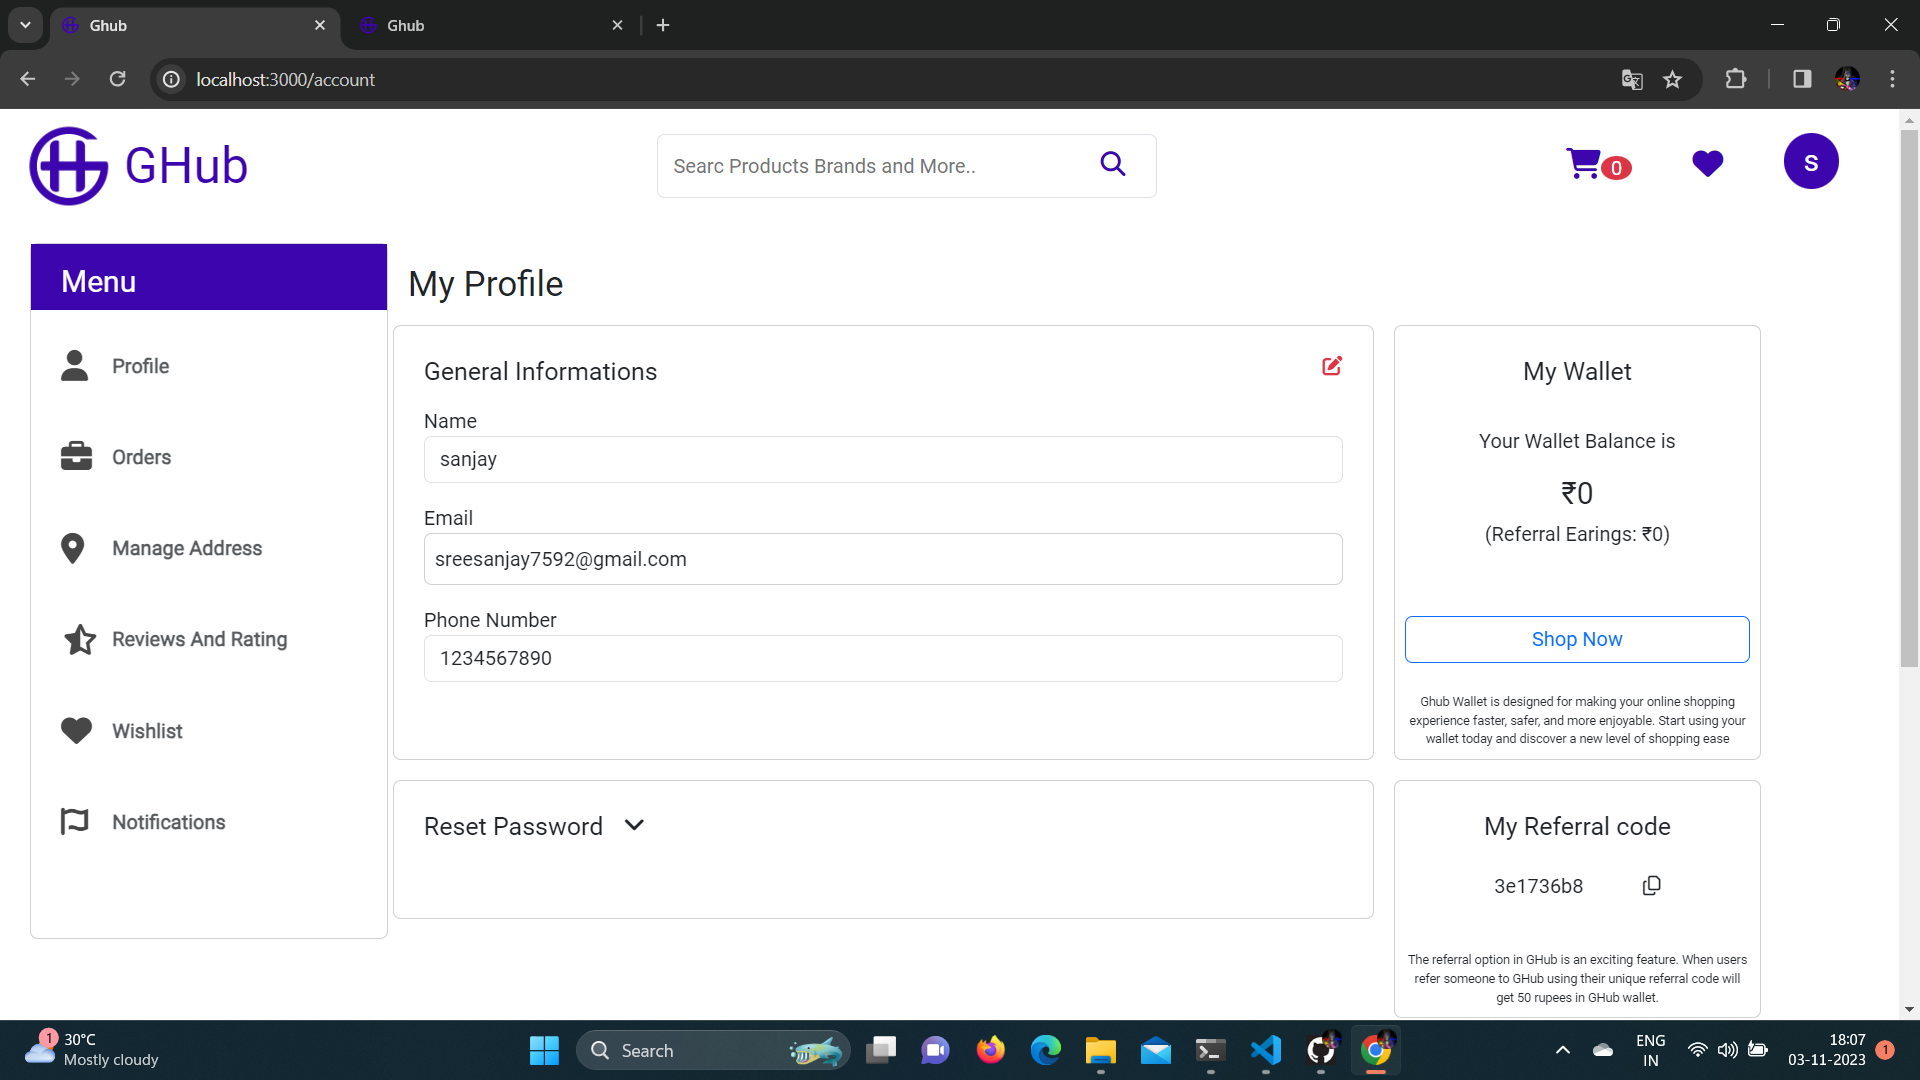 Ghub
Ghub
localhost:3000/account
GHub
Searc Products Brands and More..
0
S
Menu
Profile
Orders
Manage Address
Reviews And Rating
Wishlist
Notifications
My Profile
General Informations
Name
sanjay
Email
sreesanjay7592@gmail.com
Phone Number
1234567890
Reset Password
My Wallet
Your Wallet Balance is
₹0
(Referral Earings: ₹0)
Shop Now
Ghub Wallet is designed for making your online shopping
experience faster, safer, and more enjoyable. Start using your
wallet today and discover a new level of shopping ease
My Referral code
3e1736b8
The referral option in GHub is an exciting feature. When users
refer someone to GHub using their unique referral code will
get 50 rupees in GHub wallet.
1
30°C
Mostly cloudy
Search
ENG
IN
18:07
03-11-2023
1